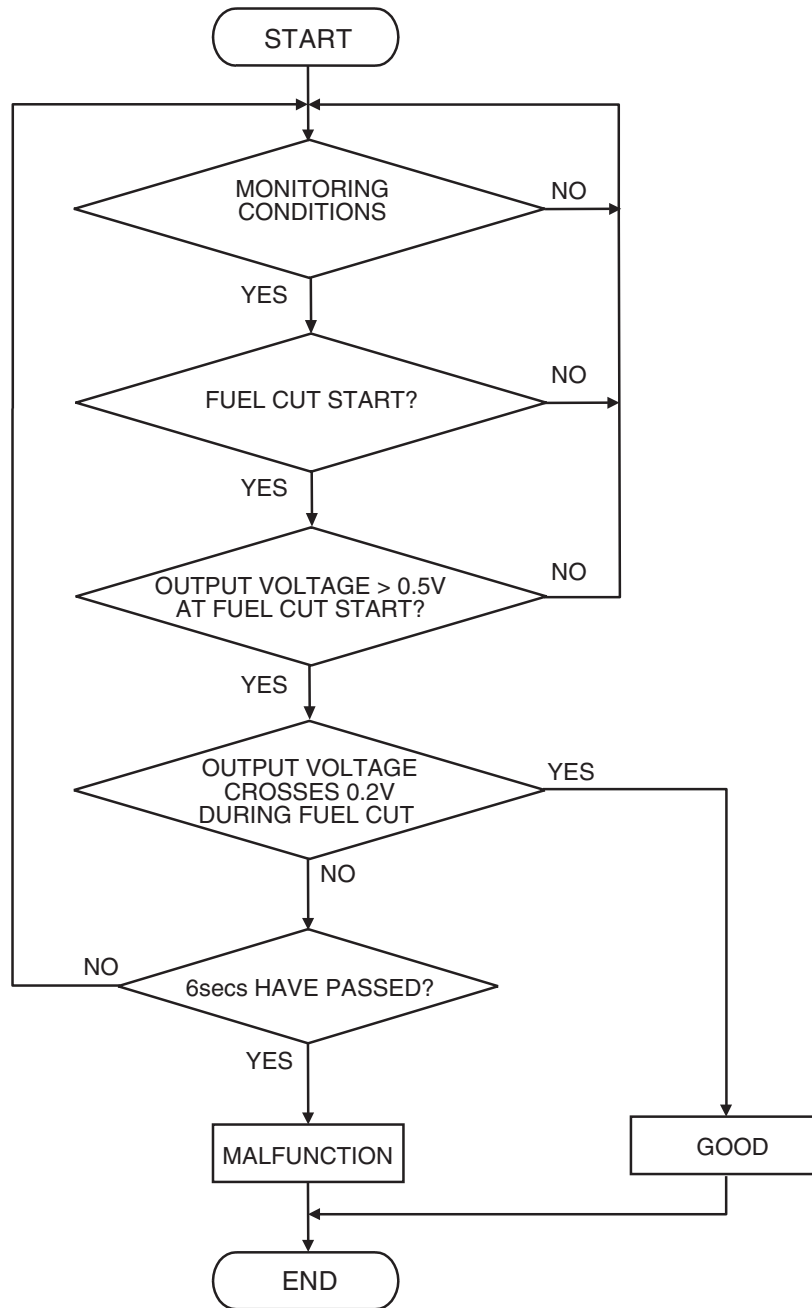 START
MONITORING
CONDITIONS
NO
YES
FUEL CUT START?
NO
YES
OUTPUT VOLTAGE > 0.5V
AT FUEL CUT START?
NO
YES
OUTPUT VOLTAGE
CROSSES 0.2V
DURING FUEL CUT
YES
NO
6secs HAVE PASSED?
NO
YES
MALFUNCTION
GOOD
END